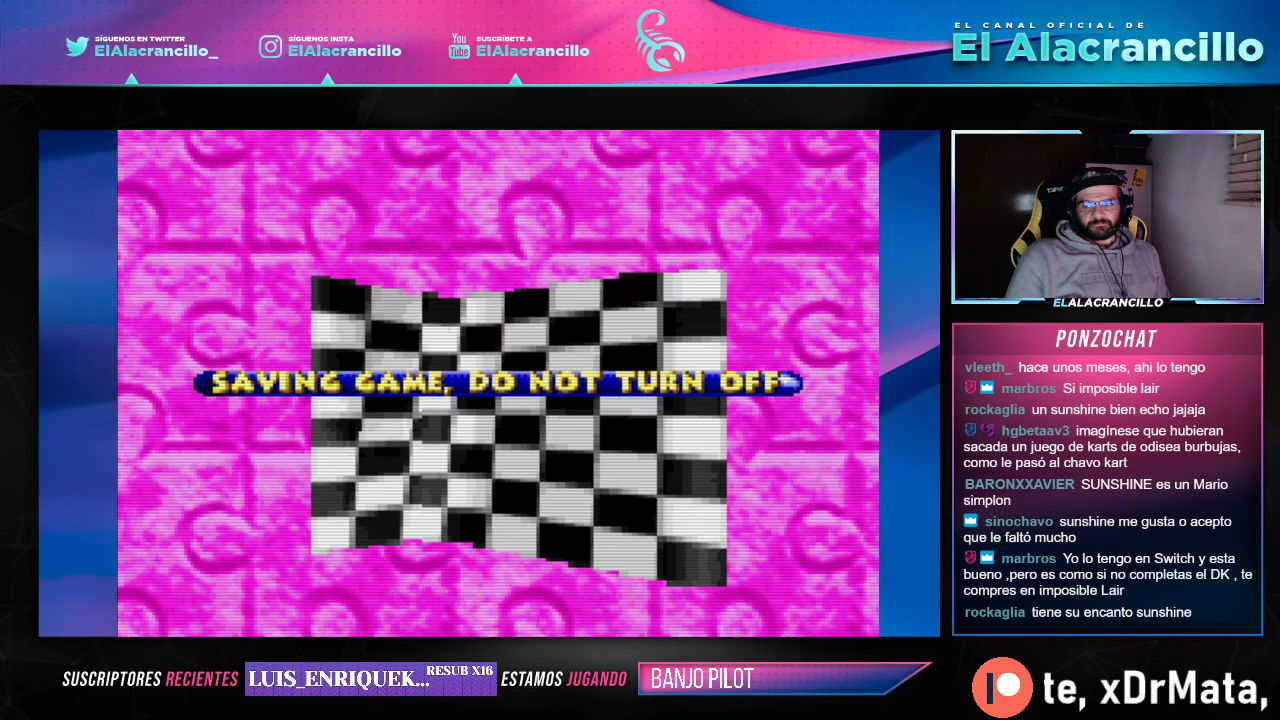 SÍGUENOS EN TWITTER
ElAlacrancillo_
SÍGUENOS INSTA
ElAlacrancillo
You
Tube
SUSCRÍBETE A
ElAlacrancillo
EL CANAL OFICIAL DE
El Alacrancillo
SAVING GAME, DO NOT TURN OFF
ELALACRANCILLO
PONZOCHAT
vleeth_ hace unos meses, ahi lo tengo
marbros Si imposible lair
rockaglia un sunshine bien echo jajaja
hgbetaav3 imagínese que hubieran
sacada un juego de karts de odisea burbujas,
como le pasó al chavo kart
BARONXXAVIER SUNSHINE es un Mario
simplon
sinochavo sunshine me gusta o acepto
que le faltó mucho
marbros Yo lo tengo en Switch y esta
bueno ,pero es como si no completas el DK , te
compres en imposible Lair
rockaglia tiene su encanto sunshine
SUSCRIPTORES RECIENTES
LUIS_ENRIQUEK...
RESUB X16
ESTAMOS JUGANDO
BANJO PILOT
te, xDrMata,